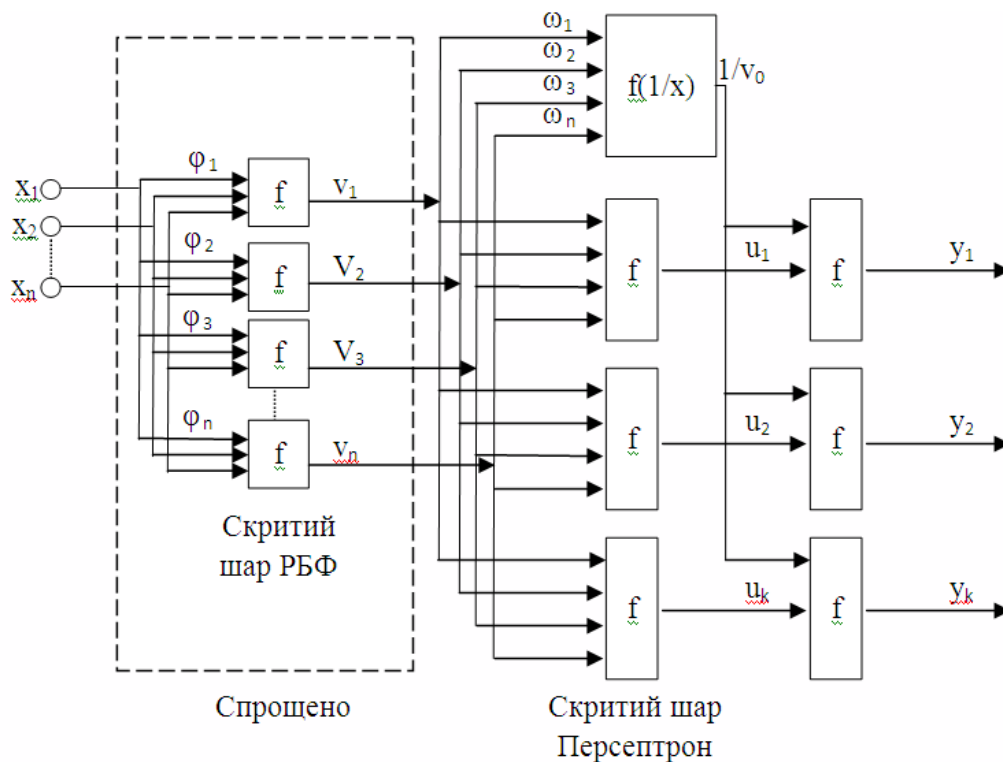 ω1
ω2
ω3
ωn
f(1/x)
1/v0
x1
x2
xn
φ1
f
v1
φ2
f
V2
φ3
f
V3
φn
f
vn
f
u1
f
y1
f
u2
f
y2
f
uk
f
yk
Скритий
шар РБФ
Спрощено
Скритий шар
Персептрон